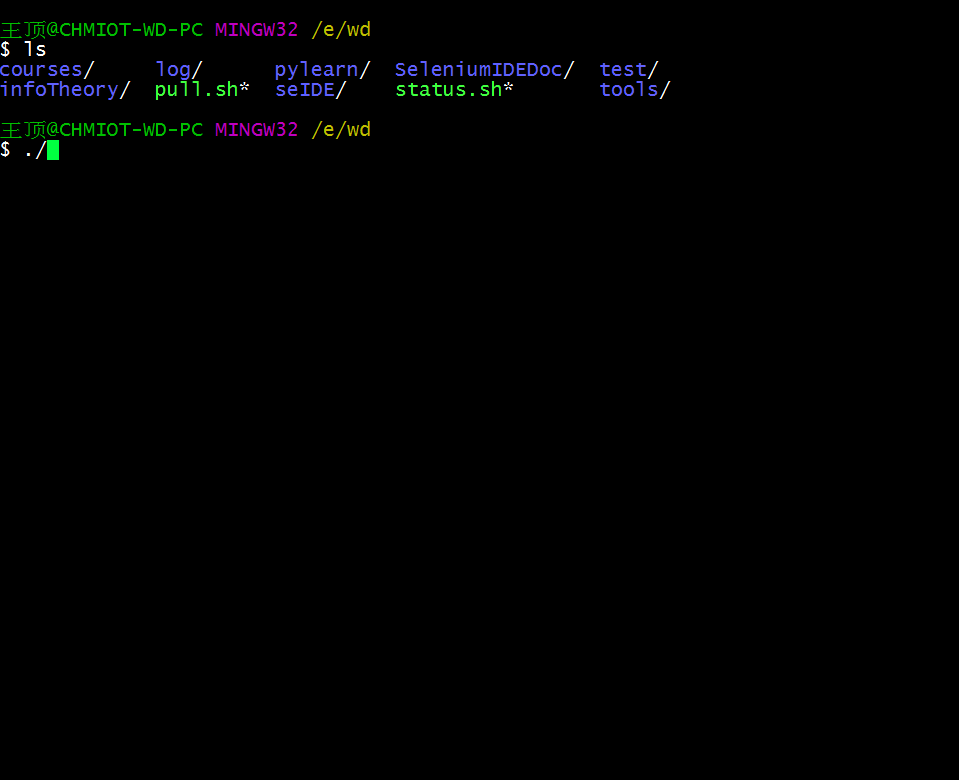 王顶@CHMIOT-WD-PC MINGW32 /e/wd
$ ls
courses/     log/      pylearn/  SeleniumIDEDoc/  test/
infoTheory/  pull.sh*  seIDE/    status.sh*       tools/
王顶@CHMIOT-WD-PC MINGW32 /e/wd
$ ./